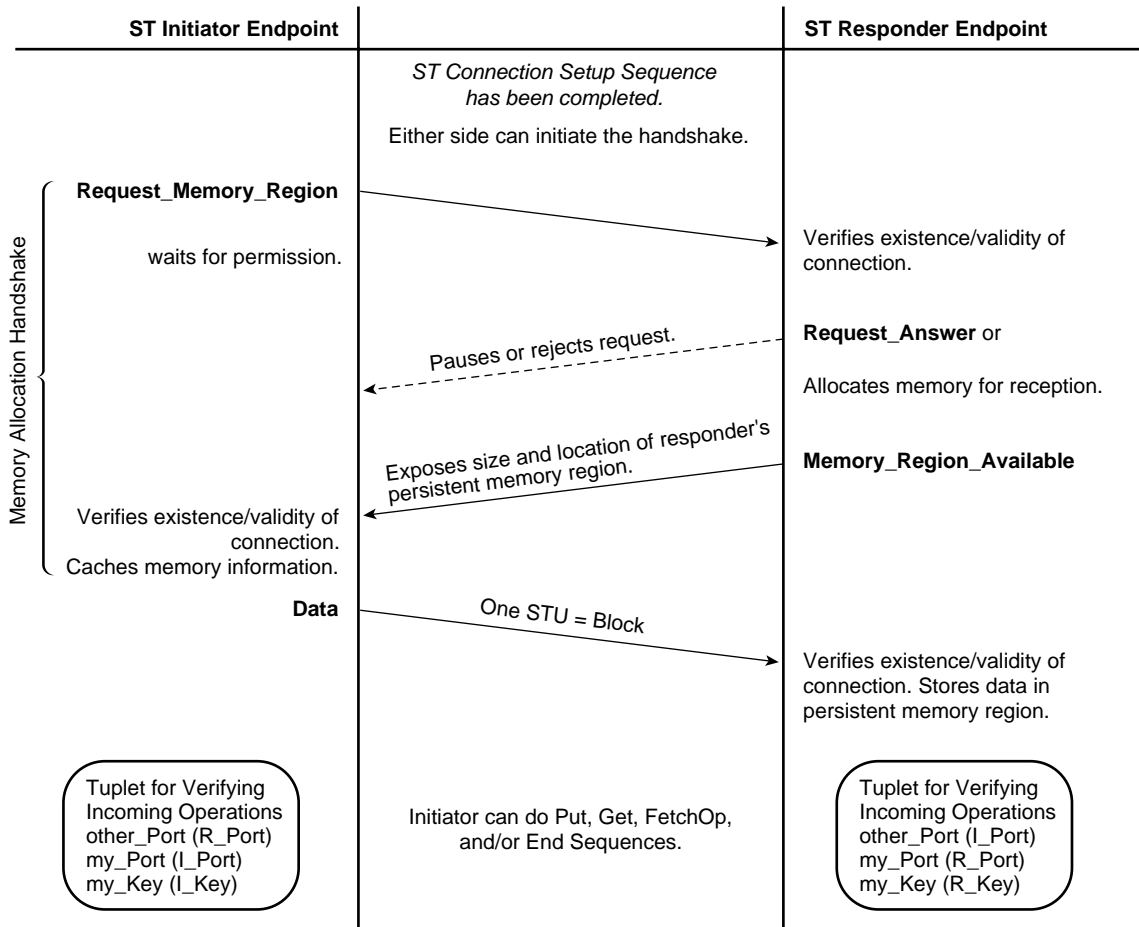 ST Initiator Endpoint
ST Responder Endpoint
ST Connection Setup Sequence
has been completed.
Either side can initiate the handshake.
Memory Allocation Handshake
Request_Memory_Region
waits for permission.
Verifies existence/validity of
connection.
Request_Answer or
Pauses or rejects request.
Allocates memory for reception.
Memory_Region_Available
Exposes size and location of responder's
persistent memory region.
Verifies existence/validity of
connection.
Caches memory information.
Data
One STU = Block
Verifies existence/validity of
connection. Stores data in
persistent memory region.
Tuplet for Verifying
Incoming Operations
other_Port (R_Port)
my_Port (I_Port)
my_Key (I_Key)
Initiator can do Put, Get, FetchOp,
and/or End Sequences.
Tuplet for Verifying
Incoming Operations
other_Port (I_Port)
my_Port (R_Port)
my_Key (R_Key)